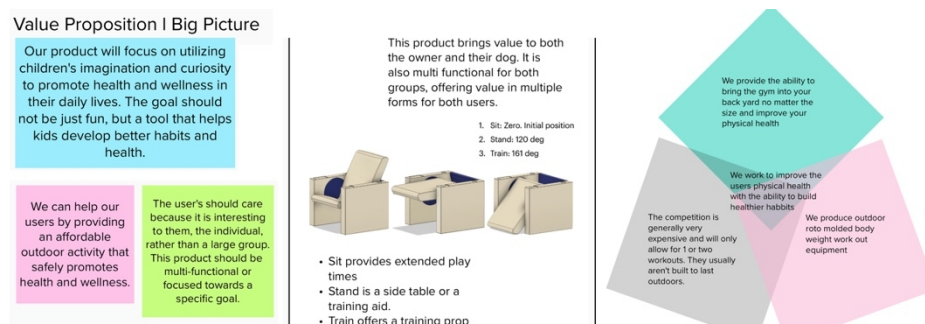 Value Proposition | Big Picture
Our product will focus on utilizing
children's imagination and curiosity
to promote health and wellness in
their daily lives. The goal should
not be just fun, but a tool that helps
kids develop better habits and
health.
We can help our
users by providing
an affordable
outdoor activity that
safely promotes
health and wellness.
The user's should care
because it is interesting
to them, the individual,
rather than a large group.
This product should be
multi-functional or
focused towards a
specific goal.
This product brings value to both
the owner and their dog. It is
also multi functional for both
groups, offering value in multiple
forms for both users.
1. Sit: Zero. Initial position
2. Stand: 120 deg
3. Train: 161 deg
• Sit provides extended play
times
• Stand is a side table or a
training aid.
• Train offers a training prop
We provide the ability to
bring the gym into your
back yard no matter the
size and improve your
physical health
We work to improve the
users physical health
with the ability to build
healthier habbits
The competition is
generally very
expensive and will only
allow for 1 or two
workouts. They usually
aren't built to last
outdoors.
We produce outdoor
roto molded body
weight work out
equipment